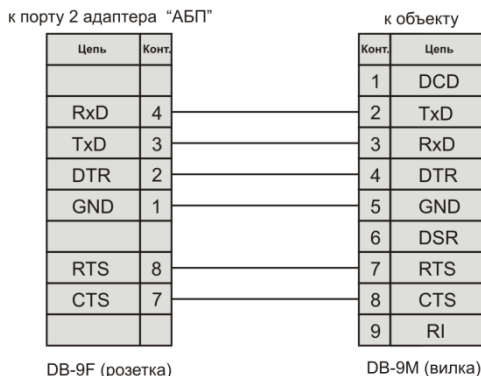 к порту 2 адаптера “АБП”
к объекту
Цепь Конт.
RxD 4
TxD 3
DTR 2
GND 1
RTS 8
CTS 7
DB-9F (розетка)
Конт. Цепь
1 DCD
2 TxD
3 RxD
4 DTR
5 GND
6 DSR
7 RTS
8 CTS
9 RI
DB-9M (вилка)